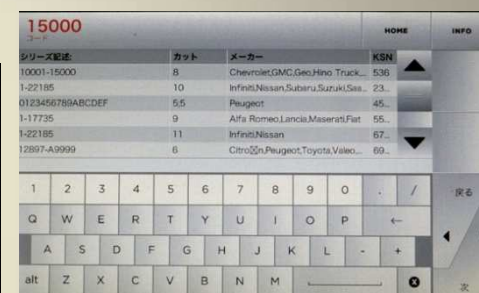 15000
コード
HOME
INFO
シリーズ記述: カット メーカー KSN
10001-15000 8 Chevrolet,GMC,Geo,Hino Truck... 536
1-22185 10 Infiniti,Nissan,Subaru,Suzuki,Saa... 23...
0123456789ABCDEF 5;5 Peugeot 45...
1-17735 9 Alfa Romeo,Lancia,Maserati,Fiat 55...
1-22185 11 Infiniti,Nissan 67...
12897-A9999 6 Citro☒n,Peugeot,Toyota,Valeo,... 69...
1 2 3 4 5 6 7 8 9 0 . /
戻る
Q W E R T Y U I O P ←
A S D F G H J K L - +
alt Z X C V B N M
次